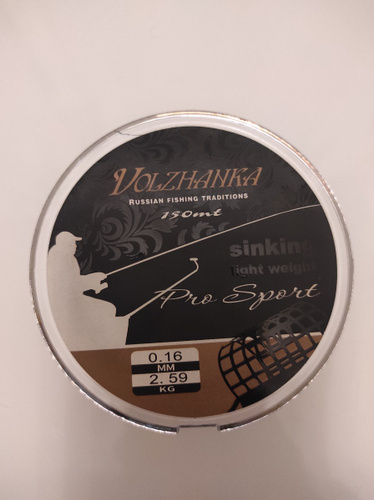 VOLZHANKA
RUSSIAN FISHING TRADITIONS
150mt
sinking
light weight
Pro Sport
0.16
MM
2.59
KG